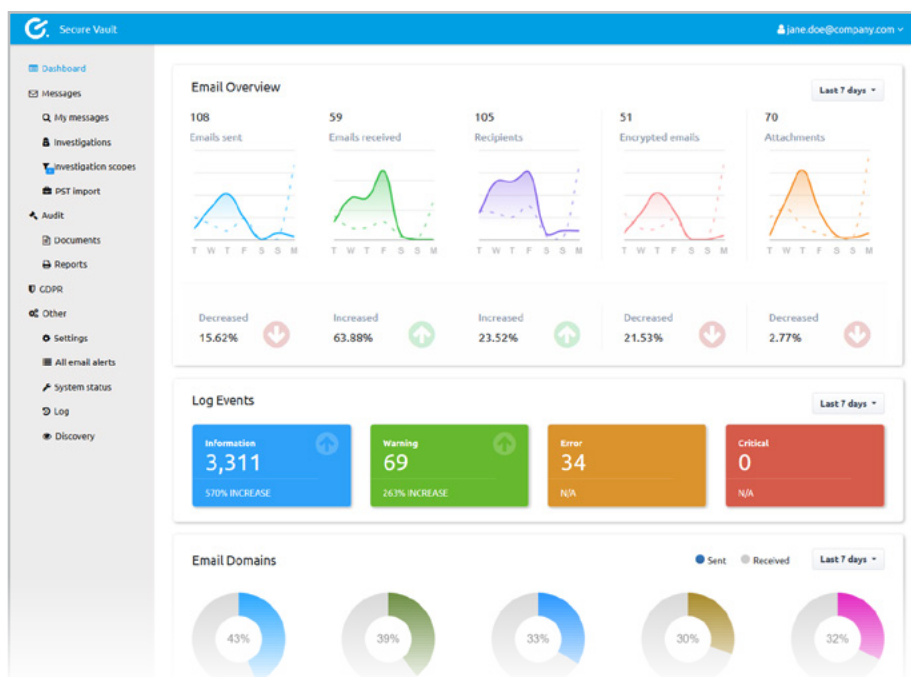 Secure Vault
jane.doe@company.com
Dashboard
Messages
My messages
Investigations
Investigation scopes
PST import
Audit
Documents
Reports
GDPR
Other
Settings
All email alerts
System status
Log
Discovery
Email Overview
Last 7 days
108 59 105 51 70
Emails sent Emails received Recipients Encrypted emails Attachments
T W T F S S M T W T F S S M T W T F S S M T W T F S S M T W T F S S M
Decreased Increased Increased Decreased Decreased
15.62% 63.88% 23.52% 21.53% 2.77%
Log Events
Last 7 days
Information Warning Error Critical
3,311 69 34 0
570% INCREASE 263% INCREASE N/A N/A
Email Domains
Sent Received
Last 7 days
43% 39% 33% 30% 32%